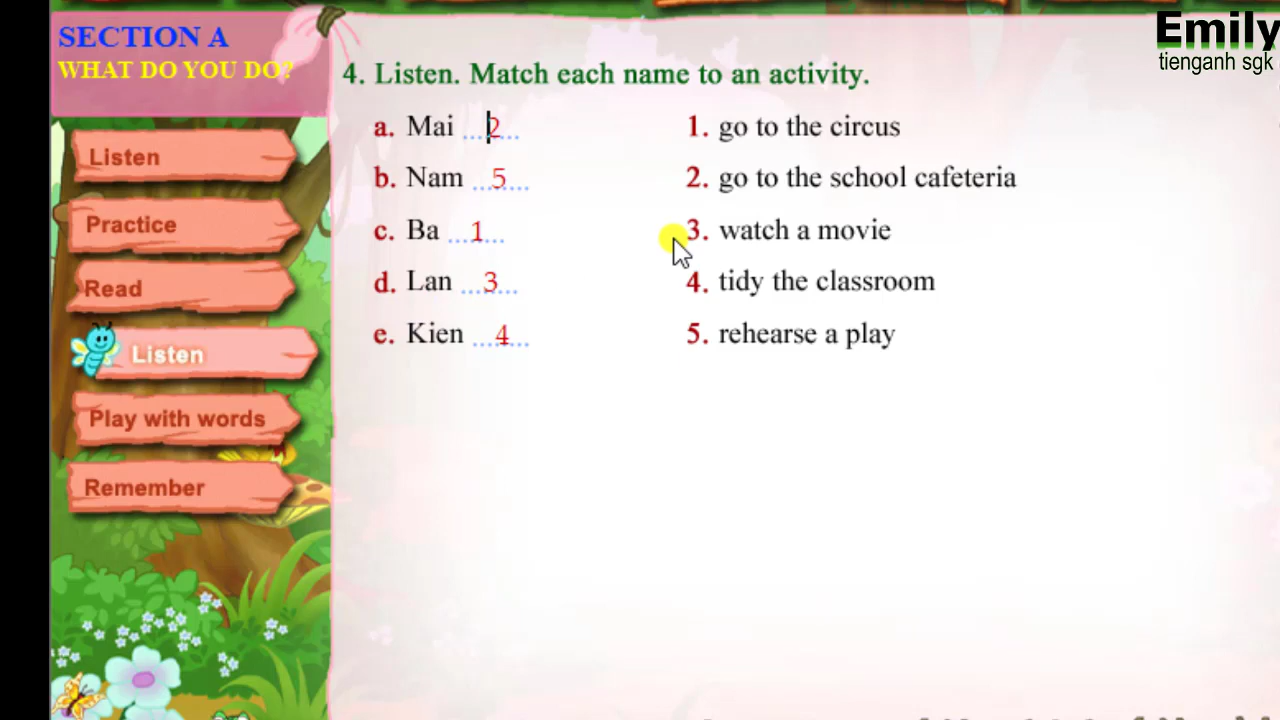 SECTION A
WHAT DO YOU DO?
Listen
Practice
Read
Listen
Play with words
Remember
Emily
tienganh sgk
4. Listen. Match each name to an activity.
a. Mai ...2...
b. Nam ...5...
c. Ba ...1...
d. Lan ...3...
e. Kien ...4...
1. go to the circus
2. go to the school cafeteria
3. watch a movie
4. tidy the classroom
5. rehearse a play